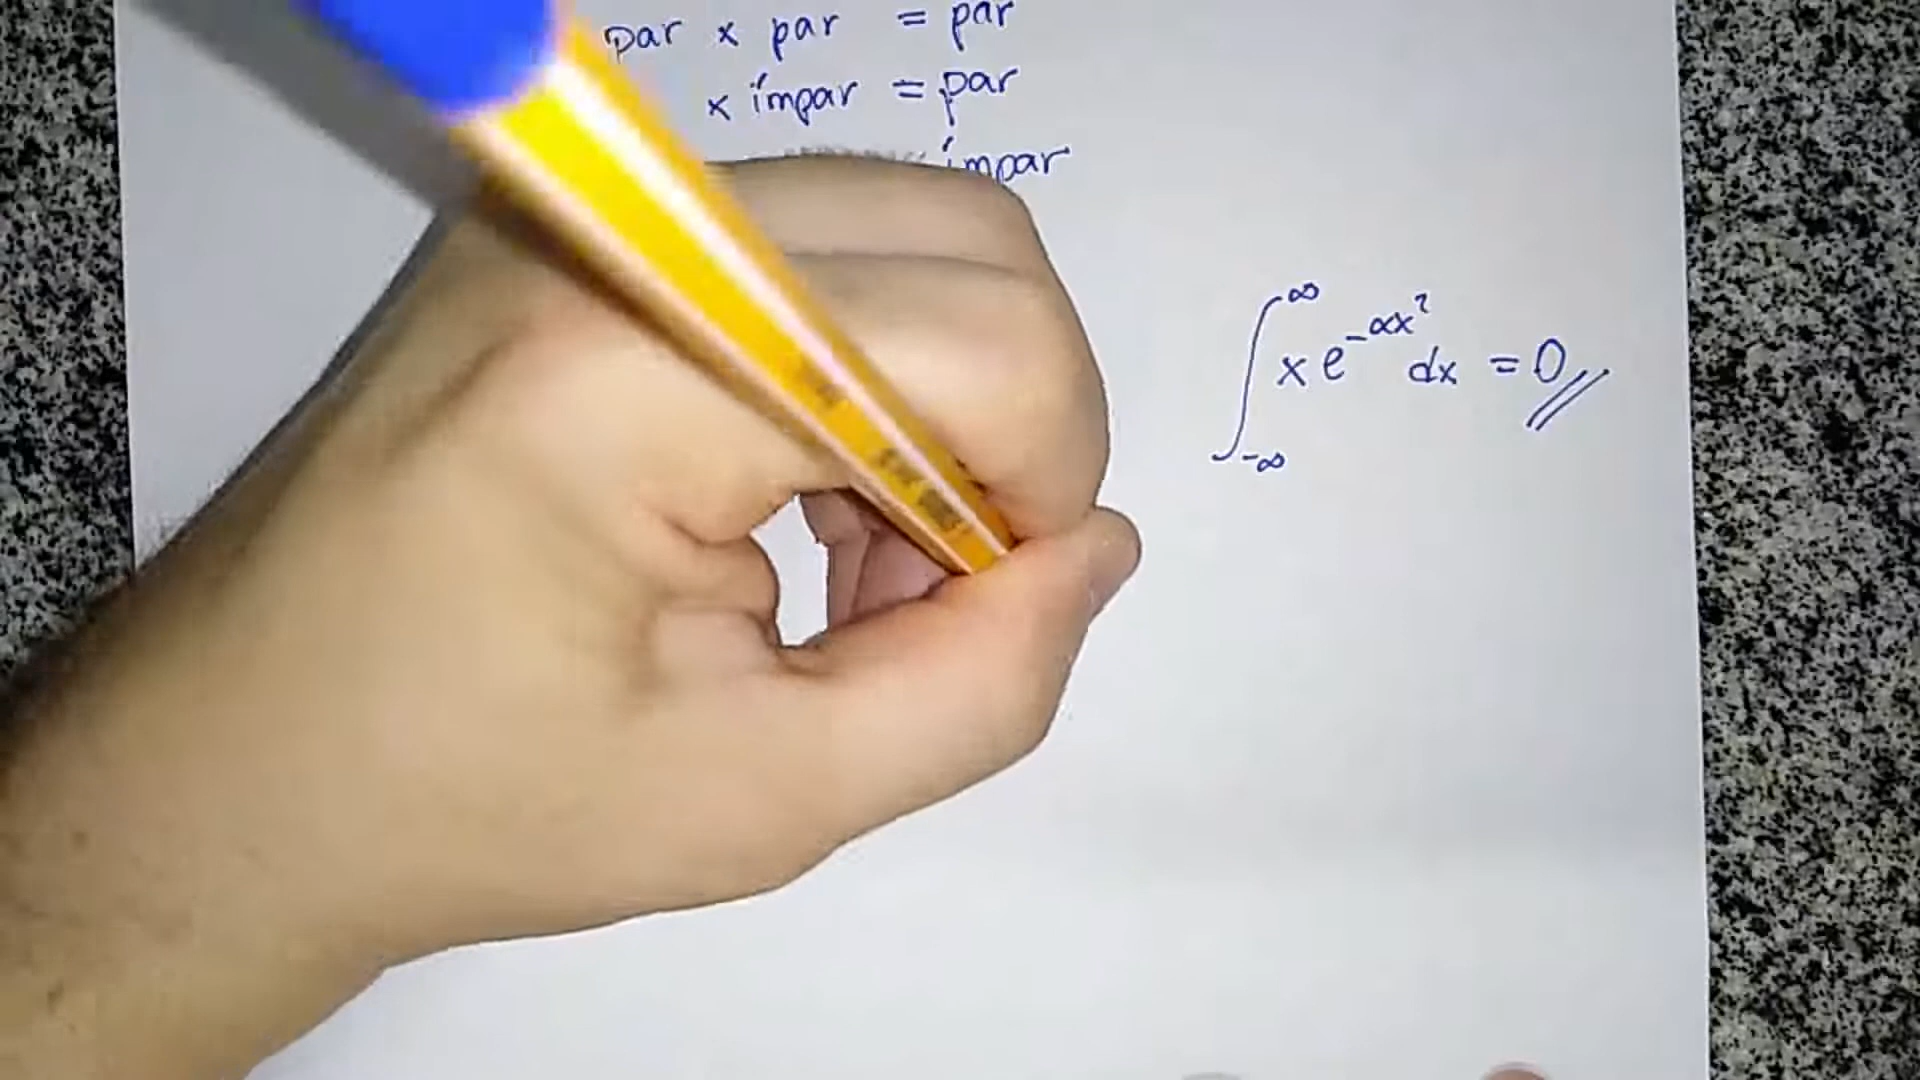 par x par = par
x ímpar = par
ímpar
∫_{-∞}^{∞} x e^{-αx²} dx = 0//